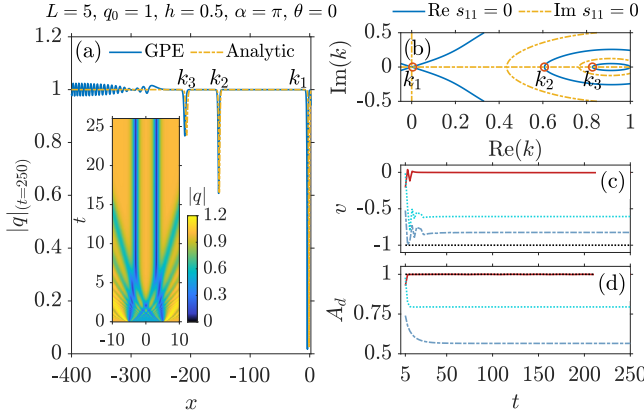 L = 5, q₀ = 1, h = 0.5, α = π, θ = 0
Re s₁₁ = 0 Im s₁₁ = 0
(a) GPE Analytic
k₃ k₂ k₁
1.2
1
0.8
0.6
0.4
0.2
0
|q|(t=250)
-400 -300 -200 -100 0
x
25
20
15
10
5
0
t
-10 0 10
|q|
1.2
0.9
0.6
0.3
0
(b)
0.5
0
-0.5
Im(k)
k₁ k₂ k₃
0 0.2 0.4 0.6 0.8 1
Re(k)
(c)
0
-0.5
-1
v
(d)
1
0.75
0.5
A_d
5 50 100 150 200 250
t